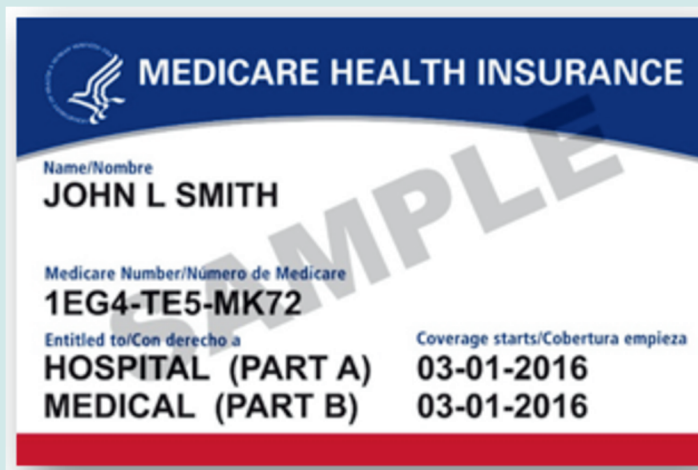 MEDICARE HEALTH INSURANCE
Name/Nombre
JOHN L SMITH
SAMPLE
Medicare Number/Número de Medicare
1EG4-TE5-MK72
Entitled to/Con derecho a
HOSPITAL (PART A)
MEDICAL (PART B)
Coverage starts/Cobertura empieza
03-01-2016
03-01-2016